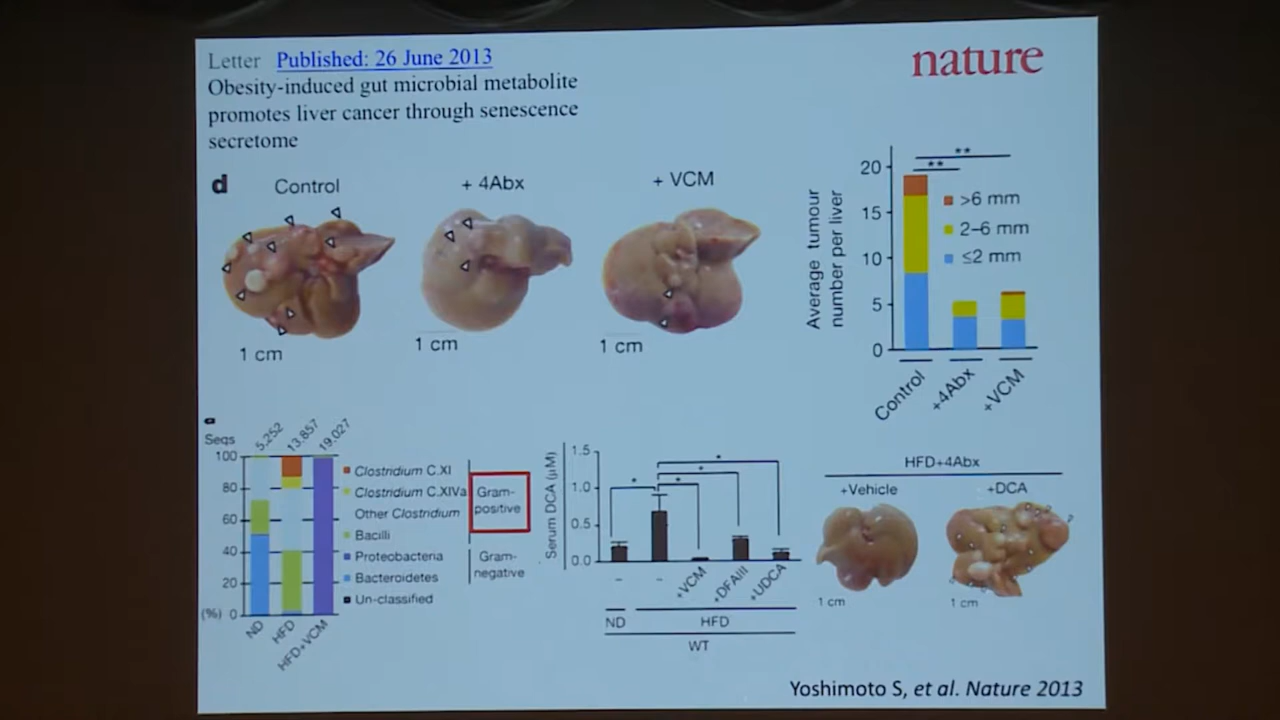 Letter Published: 26 June 2013
nature
Obesity-induced gut microbial metabolite
promotes liver cancer through senescence
secretome
d
Control
+ 4Abx
+ VCM
1 cm
1 cm
1 cm
Average tumour
number per liver
20
15
10
5
0
**
**
>6 mm
2–6 mm
≤2 mm
Control
+4Abx
+VCM
e
Seqs
5,252
13,857
19,027
100
80
60
40
20
(%) 0
ND
HFD
HFD+VCM
Clostridium C.XI
Clostridium C.XIVa
Other Clostridium
Bacilli
Proteobacteria
Bacteroidetes
Un-classified
Gram-
positive
Gram-
negative
Serum DCA (µM)
1.5
1.0
0.5
0.0
*
*
*
*
–
–
+VCM
+DFAIII
+UDCA
ND
HFD
WT
HFD+4Abx
+Vehicle
+DCA
1 cm
1 cm
Yoshimoto S, et al. Nature 2013